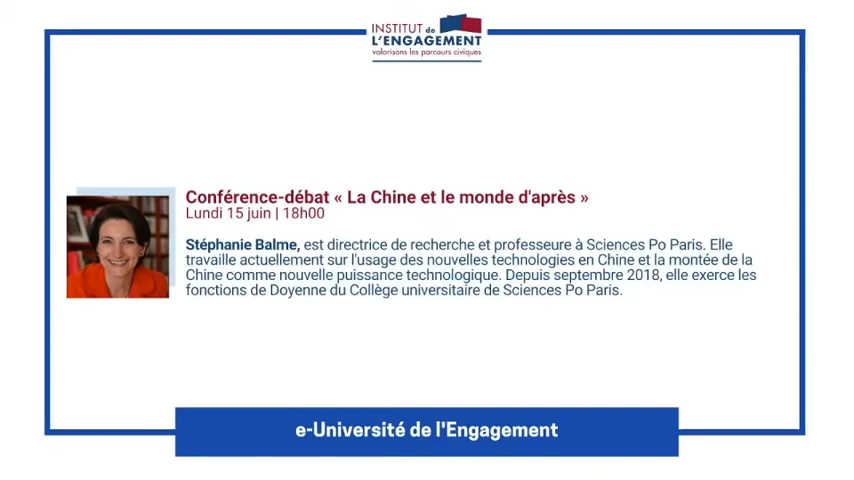 INSTITUT de
L'ENGAGEMENT
valorisons les parcours civiques
Conférence-débat « La Chine et le monde d'après »
Lundi 15 juin | 18h00
Stéphanie Balme, est directrice de recherche et professeure à Sciences Po Paris. Elle
travaille actuellement sur l'usage des nouvelles technologies en Chine et la montée de la
Chine comme nouvelle puissance technologique. Depuis septembre 2018, elle exerce les
fonctions de Doyenne du Collège universitaire de Sciences Po Paris.
e-Université de l'Engagement